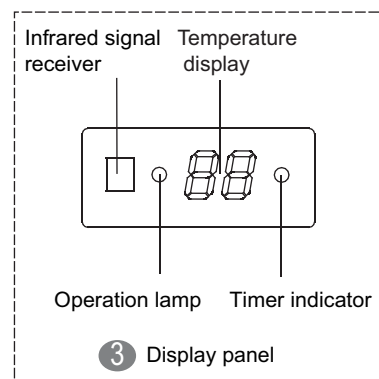 Infrared signal receiver
Temperature display
88
Operation lamp
Timer indicator
3 Display panel